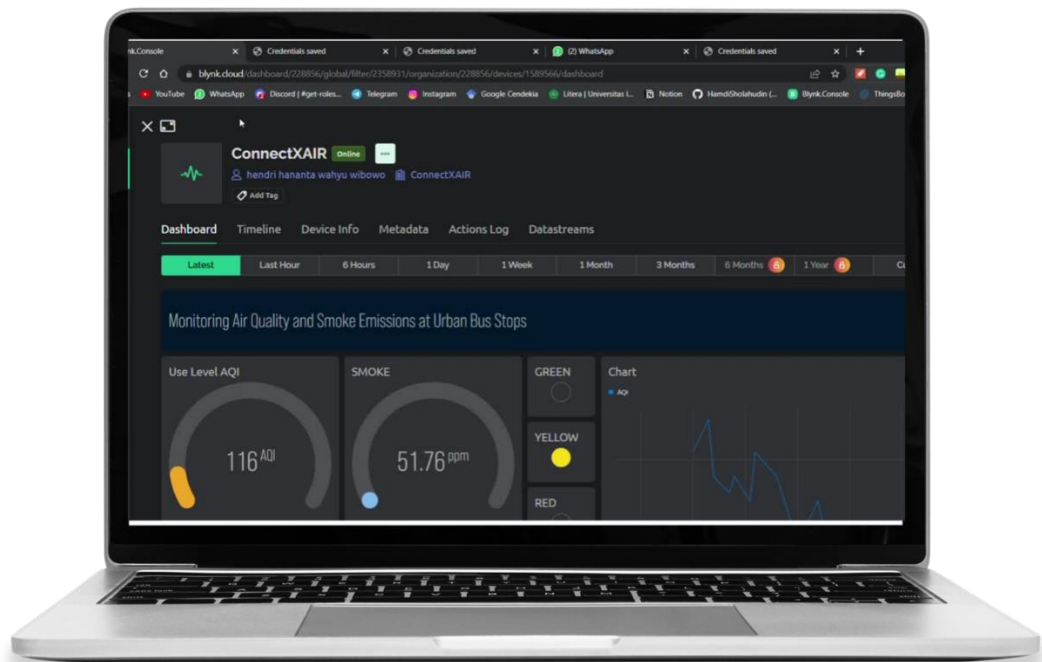 nk.Console
Credentials saved
Credentials saved
(2) WhatsApp
Credentials saved
blynk.cloud/dashboard/228856/global/filter/2358931/organization/228856/devices/1589566/dashboard
YouTube WhatsApp Discord | #get-roles... Telegram Instagram Google Cendekia Litera | Universitas L... Notion HamdiSholahudin (... Blynk.Console ThingsBo
ConnectXAIR Online
hendri hananta wahyu wibowo ConnectXAIR
Add Tag
Dashboard Timeline Device Info Metadata Actions Log Datastreams
Latest Last Hour 6 Hours 1 Day 1 Week 1 Month 3 Months 6 Months 1 Year Cu
Monitoring Air Quality and Smoke Emissions at Urban Bus Stops
Use Level AQI
116 AQI
SMOKE
51.76 ppm
GREEN
YELLOW
RED
Chart
AQI